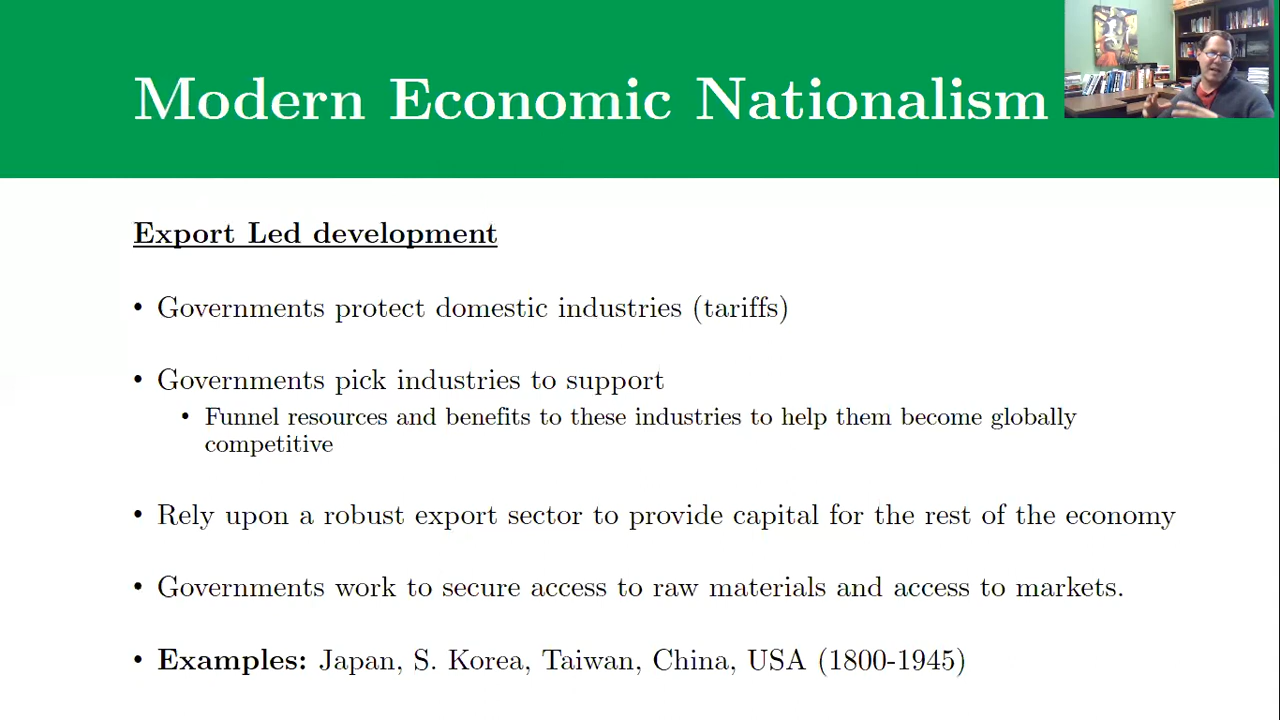 Modern Economic Nationalism
Export Led development
• Governments protect domestic industries (tariffs)
• Governments pick industries to support
• Funnel resources and benefits to these industries to help them become globally
competitive
• Rely upon a robust export sector to provide capital for the rest of the economy
• Governments work to secure access to raw materials and access to markets.
• Examples: Japan, S. Korea, Taiwan, China, USA (1800-1945)